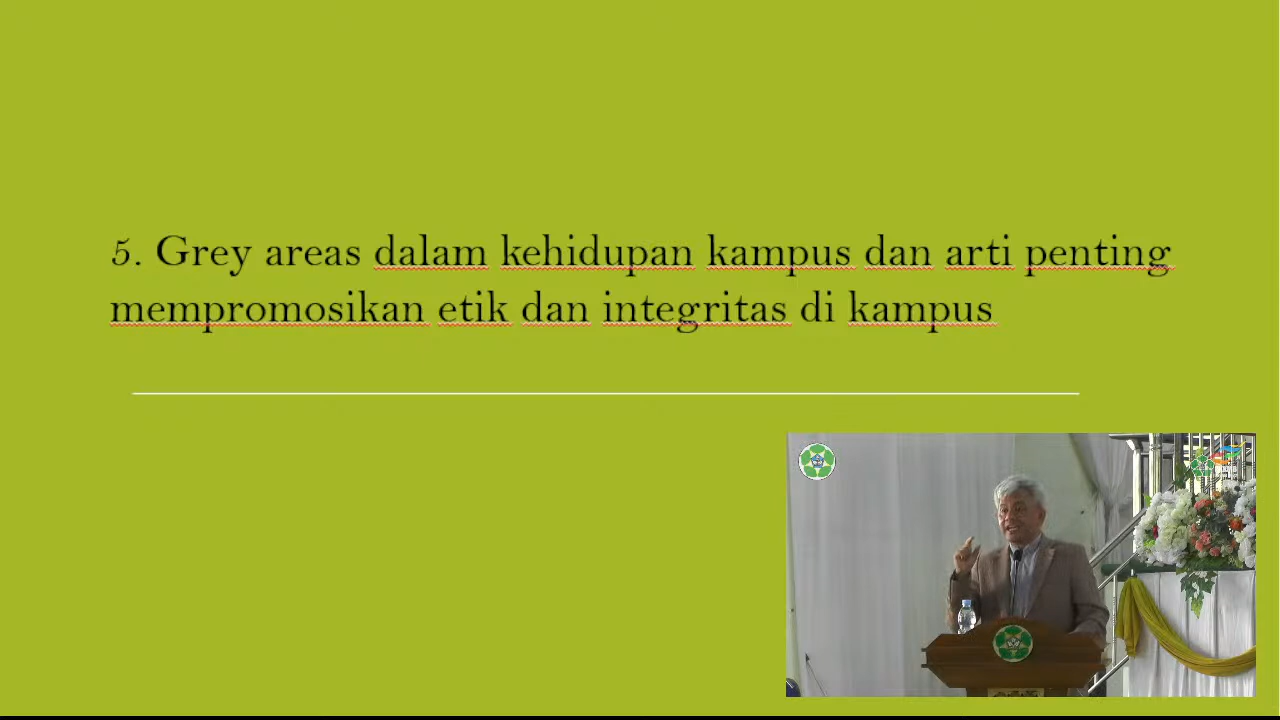 5. Grey areas dalam kehidupan kampus dan arti penting
mempromosikan etik dan integritas di kampus